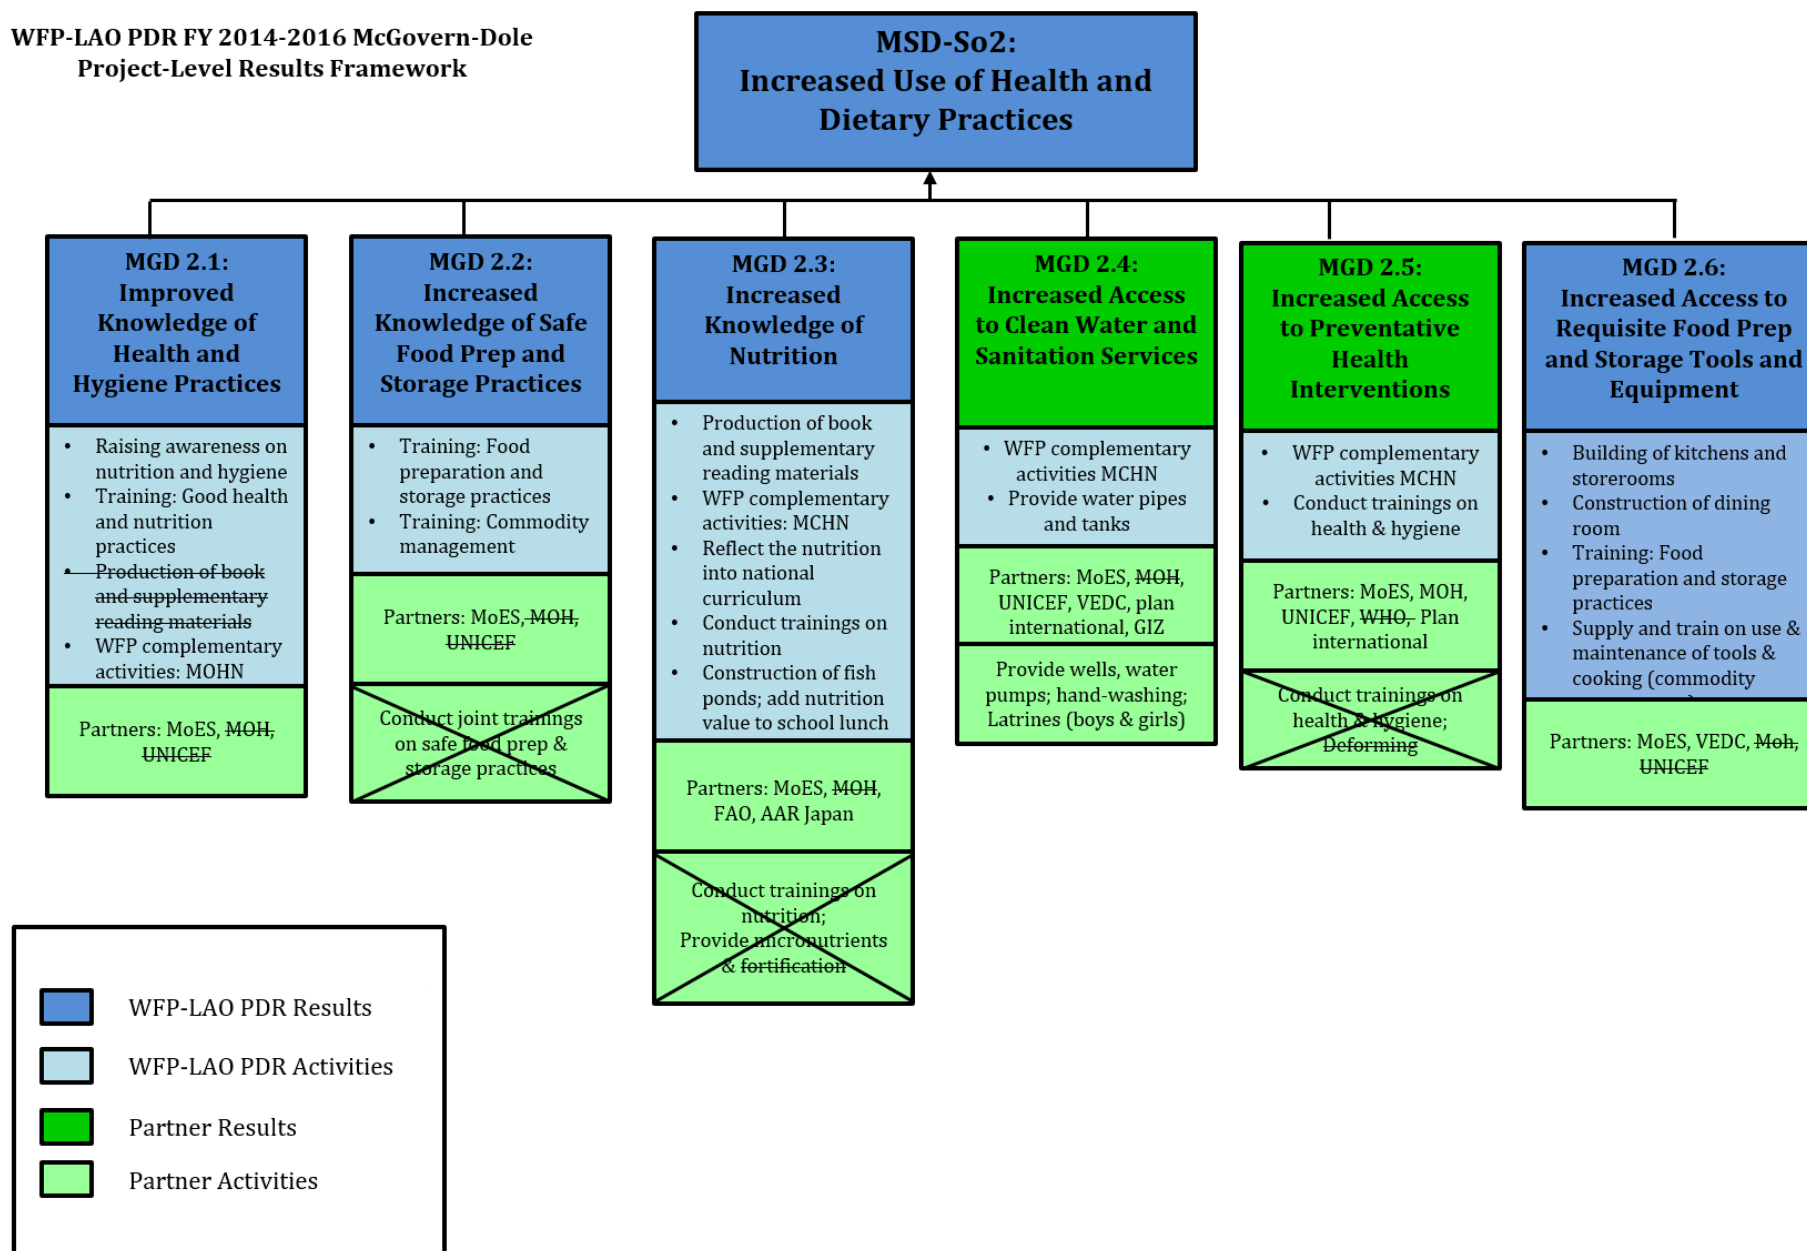 WFP-LAO PDR FY 2014-2016 McGovern-Dole
Project-Level Results Framework
MSD-So2:
Increased Use of Health and
Dietary Practices
MGD 2.1:
Improved
Knowledge of
Health and
Hygiene Practices
• Raising awareness on
nutrition and hygiene
• Training: Good health
and nutrition
practices
• Production of book
and supplementary
reading materials
• WFP complementary
activities: MOHN
Partners: MoES, MOH,
UNICEF
MGD 2.2:
Increased
Knowledge of Safe
Food Prep and
Storage Practices
• Training: Food
preparation and
storage practices
• Training: Commodity
management
Partners: MoES, MOH,
UNICEF
Conduct joint trainings
on safe food prep &
storage practices
MGD 2.3:
Increased
Knowledge of
Nutrition
• Production of book
and supplementary
reading materials
• WFP complementary
activities: MCHN
• Reflect the nutrition
into national
curriculum
• Conduct trainings on
nutrition
• Construction of fish
ponds; add nutrition
value to school lunch
Partners: MoES, MOH,
FAO, AAR Japan
Conduct trainings on
nutrition;
Provide micronutrients
& fortification
MGD 2.4:
Increased Access
to Clean Water and
Sanitation Services
• WFP complementary
activities MCHN
• Provide water pipes
and tanks
Partners: MoES, MOH,
UNICEF, VEDC, plan
international, GIZ
Provide wells, water
pumps; hand-washing;
Latrines (boys & girls)
MGD 2.5:
Increased Access
to Preventative
Health
Interventions
• WFP complementary
activities MCHN
• Conduct trainings on
health & hygiene
Partners: MoES, MOH,
UNICEF, WHO, Plan
international
Conduct trainings on
health & hygiene;
Deforming
MGD 2.6:
Increased Access to
Requisite Food Prep
and Storage Tools and
Equipment
• Building of kitchens and
storerooms
• Construction of dining
room
• Training: Food
preparation and storage
practices
• Supply and train on use &
maintenance of tools &
cooking (commodity
Partners: MoES, VEDC, Moh,
UNICEF
WFP-LAO PDR Results
WFP-LAO PDR Activities
Partner Results
Partner Activities